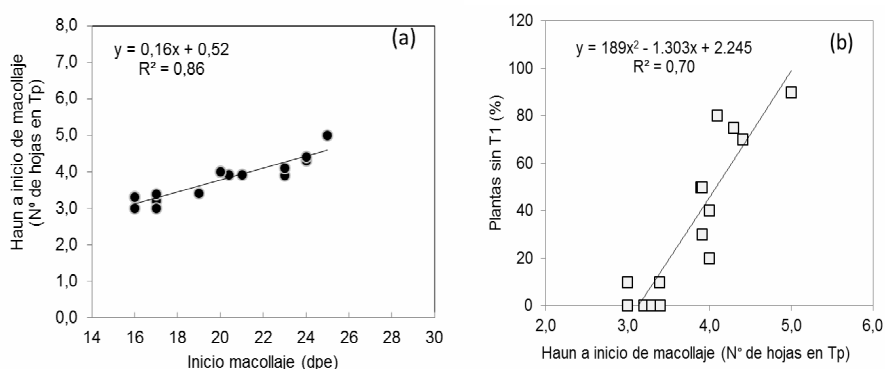 (a)
y = 0,16x + 0,52
R² = 0,86
Haun a inicio de macollaje
(N° de hojas en Tp)
8,0
7,0
6,0
5,0
4,0
3,0
2,0
1,0
0,0
14 16 18 20 22 24 26 28 30
Inicio macollaje (dpe)
(b)
y = 189x² - 1.303x + 2.245
R² = 0,70
Plantas sin T1 (%)
120
100
80
60
40
20
0
2,0 3,0 4,0 5,0 6,0
Haun a inicio de macollaje (N° de hojas en Tp)